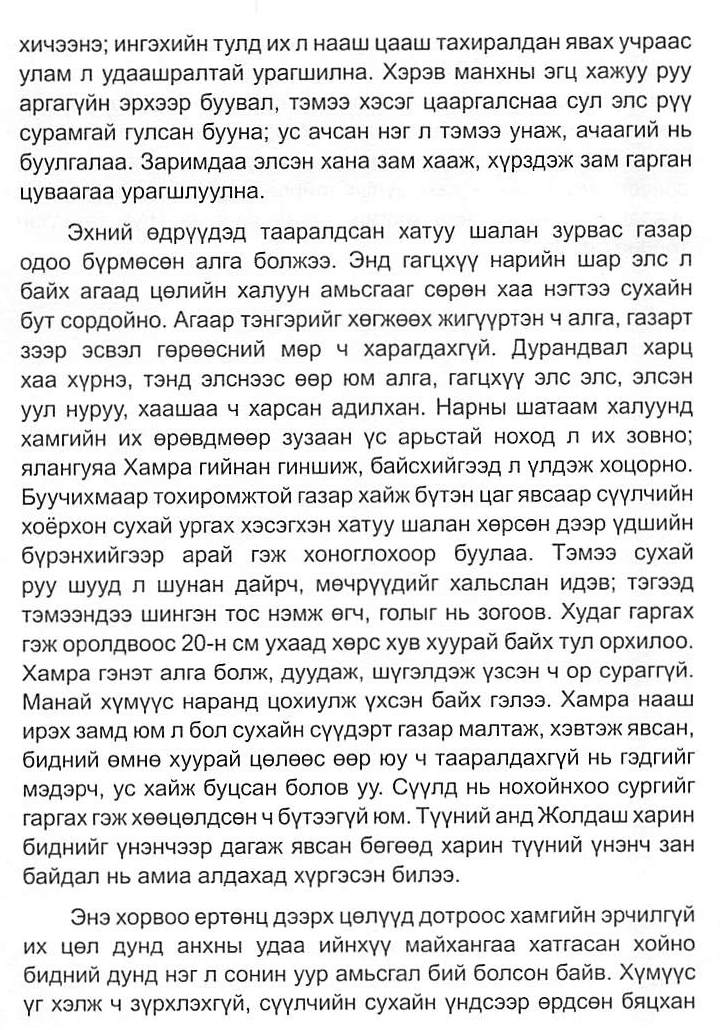 хичээнэ; ингэхийн тулд их л нааш цааш тахиралдан явах учраас
улам л удаашралтай урагшилна. Хэрэв манхны эгц хажуу руу
аргагүйн эрхээр буувал, тэмээ хэсэг цааргалснаа сул элс рүү
сурамгай гулсан бууна; ус ачсан нэг л тэмээ унаж, ачаагий нь
буулгалаа. Заримдаа элсэн хана зам хааж, хүрздэж зам гарган
цуваагаа урагшлуулна.
Эхний өдрүүдэд тааралдсан хатуу шалан зурвас газар
одоо бүрмөсөн алга болжээ. Энд гагцхүү нарийн шар элс л
байх агаад цөлийн халуун амьсгааг сөрөн хаа нэгтээ сухайн
бут сордойно. Агаар тэнгэрийг хөгжөөх жигүүртэн ч алга, газарт
зээр эсвэл гөрөөсний мөр ч харагдахгүй. Дурандвал харц
хаа хүрнэ, тэнд элснээс өөр юм алга, гагцхүү элс элс, элсэн
уул нуруу, хаашаа ч харсан адилхан. Нарны шатаам халуунд
хамгийн их өрөвдмөөр зузаан үс арьстай ноход л их зовно;
ялангуяа Хамра гийнан гиншиж, байсхийгээд л үлдэж хоцорно.
Буучихмаар тохиромжтой газар хайж бүтэн цаг явсаар сүүлчийн
хоёрхон сухай ургах хэсэгхэн хатуу шалан хөрсөн дээр үдшийн
бүрэнхийгээр арай гэж хоноглохоор буулаа. Тэмээ сухай
руу шууд л шунан дайрч, мөчрүүдийг хальслан идэв; тэгээд
тэмээндээ шингэн тос нэмж өгч, голыг нь зогоов. Худаг гаргах
гэж оролдвоос 20-н см ухаад хөрс хув хуурай байх тул орхилоо.
Хамра гэнэт алга болж, дуудаж, шүгэлдэж үзсэн ч ор сураггүй.
Манай хүмүүс наранд цохиулж үхсэн байх гэлээ. Хамра нааш
ирэх замд юм л бол сухайн сүүдэрт газар малтаж, хэвтэж явсан,
бидний өмнө хуурай цөлөөс өөр юу ч тааралдахгүй нь гэдгийг
мэдэрч, ус хайж буцсан болов уу. Сүүлд нь нохойнхоо сургийг
гаргах гэж хөөцөлдсөн ч бүтээгүй юм. Түүний анд Жолдаш харин
биднийг үнэнчээр дагаж явсан бөгөөд харин түүний үнэнч зан
байдал нь амиа алдахад хүргэсэн билээ.
Энэ хорвоо ертөнц дээрх цөлүүд дотроос хамгийн эрчилгүй
их цөл дунд анхны удаа ийнхүү майхангаа хатгасан хойно
бидний дунд нэг л сонин уур амьсгал бий болсон байв. Хүмүүс
үг хэлж ч зүрхлэхгүй, сүүлчийн сухайн үндсээр өрдсөн бяцхан